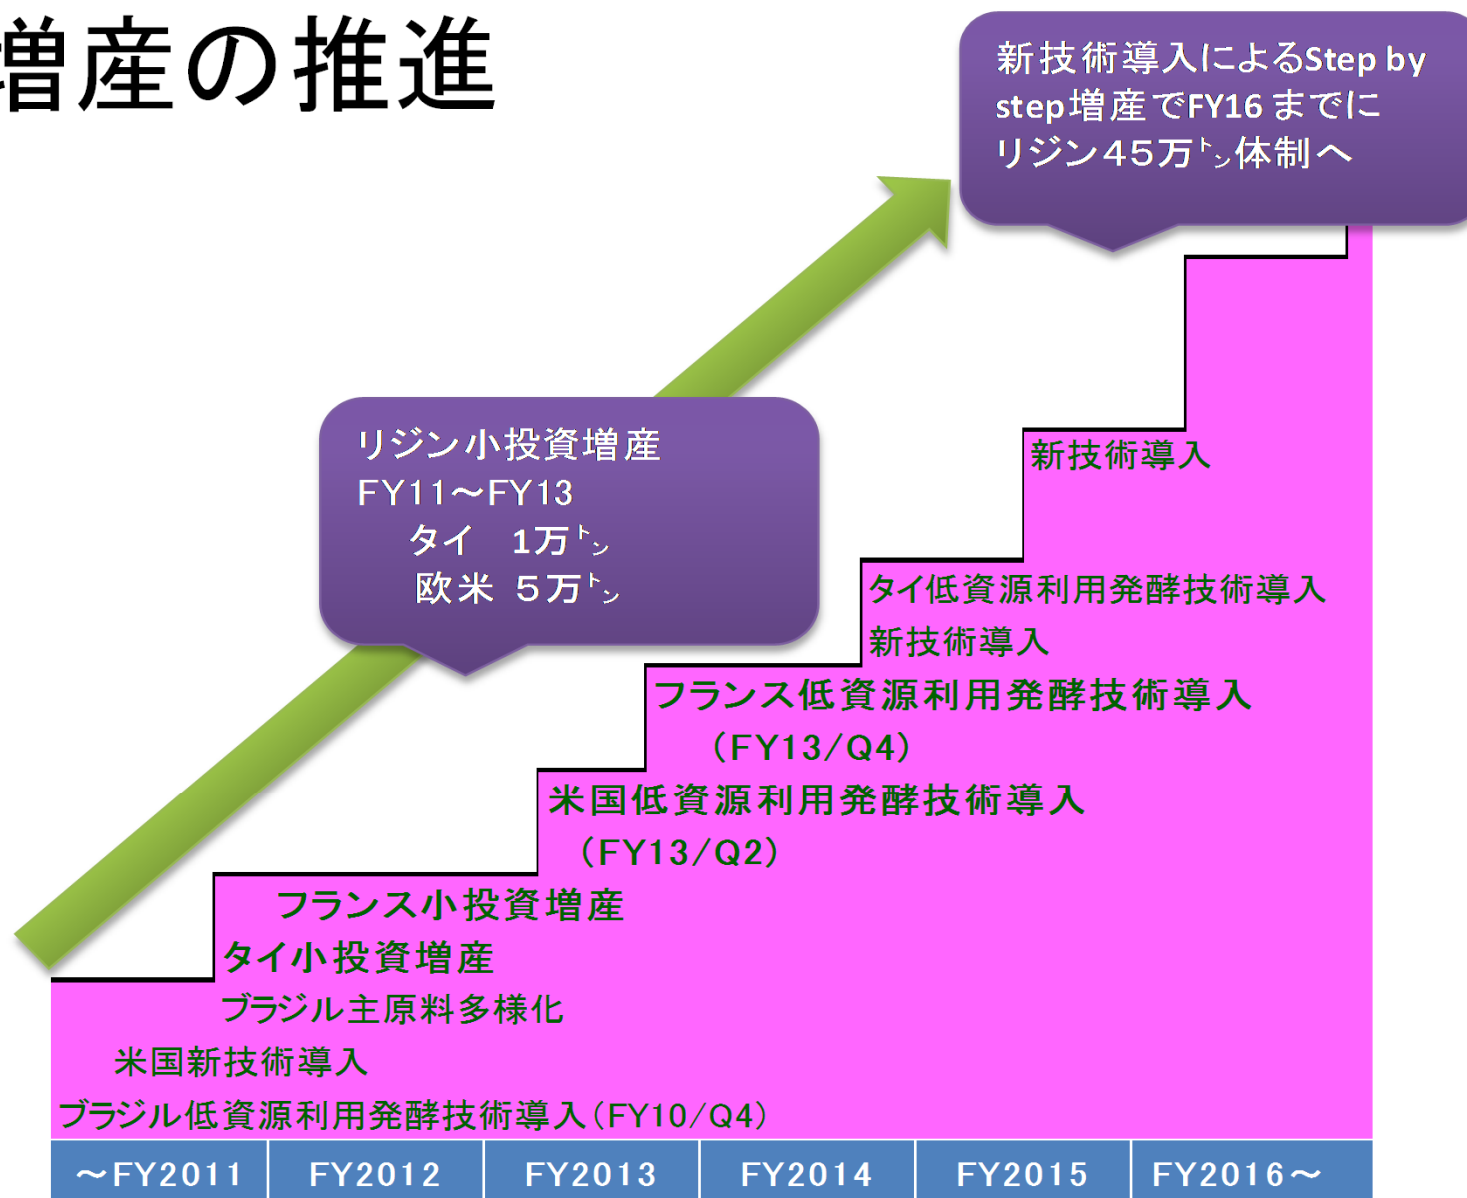 増産の推進
新技術導入によるStep by
step増産でFY16 までに
リジン45万㌧体制へ
リジン小投資増産
FY11～FY13
タイ 1万㌧
欧米 5万㌧
新技術導入
タイ低資源利用発酵技術導入
新技術導入
フランス低資源利用発酵技術導入
(FY13/Q4)
米国低資源利用発酵技術導入
(FY13/Q2)
フランス小投資増産
タイ小投資増産
ブラジル主原料多様化
米国新技術導入
ブラジル低資源利用発酵技術導入(FY10/Q4)
～FY2011 FY2012 FY2013 FY2014 FY2015 FY2016～